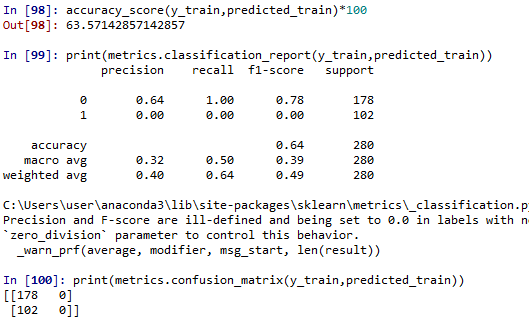 In [98]: accuracy_score(y_train,predicted_train)*100
Out[98]: 63.57142857142857
In [99]: print(metrics.classification_report(y_train,predicted_train))
precision recall f1-score support
0 0.64 1.00 0.78 178
1 0.00 0.00 0.00 102
accuracy 0.64 280
macro avg 0.32 0.50 0.39 280
weighted avg 0.40 0.64 0.49 280
C:\Users\user\anaconda3\lib\site-packages\sklearn\metrics\_classification.p
Precision and F-score are ill-defined and being set to 0.0 in labels with
`zero_division` parameter to control this behavior.
_warn_prf(average, modifier, msg_start, len(result))
In [100]: print(metrics.confusion_matrix(y_train,predicted_train))
[[178 0]
[102 0]]